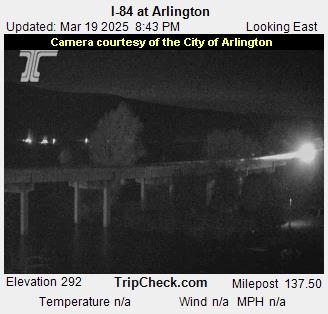 I-84 at Arlington
Updated: Mar 19 2025 8:43 PM Looking East
Camera courtesy of the City of Arlington
Elevation 292 TripCheck.com Milepost 137.50
Temperature n/a Wind n/a MPH n/a